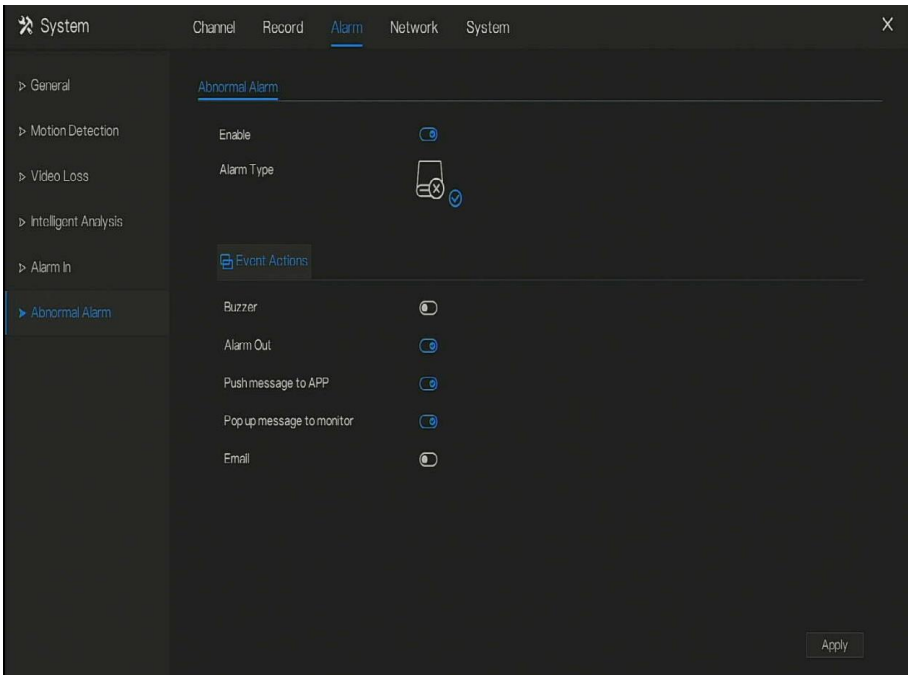 System
Channel Record Alarm Network System X
General
Motion Detection
Video Loss
Intelligent Analysis
Alarm In
Abnormal Alarm
Abnormal Alarm
Enable
Alarm Type
Event Actions
Buzzer
Alarm Out
Push message to APP
Pop up message to monitor
Email
Apply